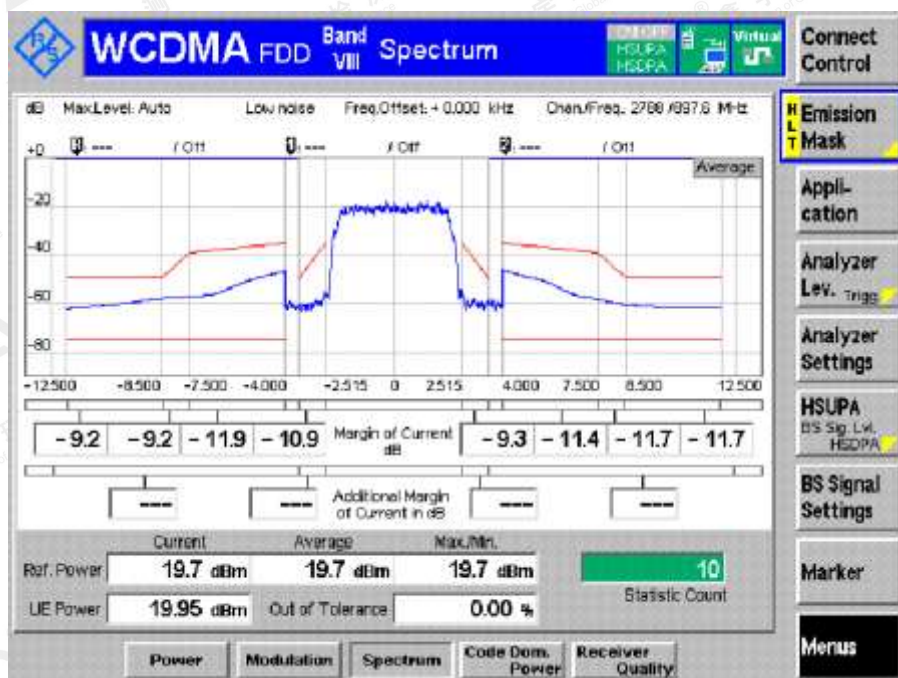 WCDMA FDD Band VIII Spectrum
HSUPA
HSDPA
Virtual
Connect Control
dB Max.Level: Auto Low noise Freq.Offset: + 0.000 kHz Chan./Freq.: 2788 /897.6 MHz
Emission Mask
HLT
+0 --- / Off 1: --- / Off 2: --- / Off
Average
-20
-40
-60
-80
-12.500 -8.500 -7.500 -4.000 -2.515 0 2.515 4.000 7.500 8.500 12.500
Appli-
cation
Analyzer
Lev. Trigg.
Analyzer
Settings
- 9.2 - 9.2 - 11.9 - 10.9 Margin of Current dB - 9.3 - 11.4 - 11.7 - 11.7
HSUPA
BS Sig. Lvl.
HSDPA
--- --- Additional Margin of Current in dB --- ---
BS Signal
Settings
Current Average Max./Min.
Ref. Power 19.7 dBm 19.7 dBm 19.7 dBm 10
Statistic Count
UE Power 19.95 dBm Out of Tolerance 0.00 %
Marker
Menus
Power Modulation Spectrum Code Dom. Power Receiver Quality